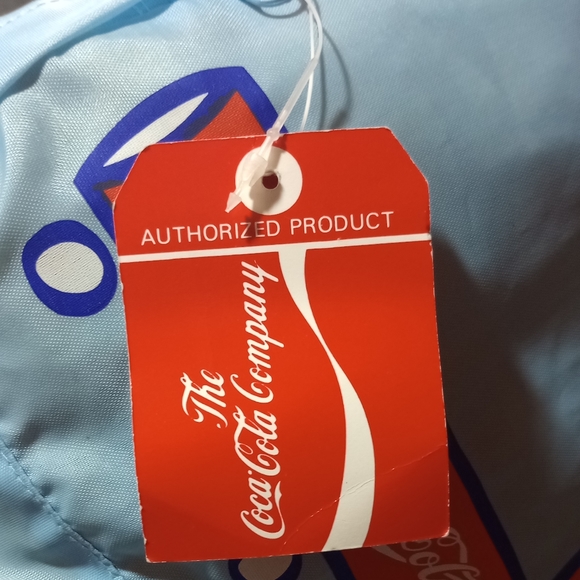 AUTHORIZED PRODUCT
The
Coca-Cola Company